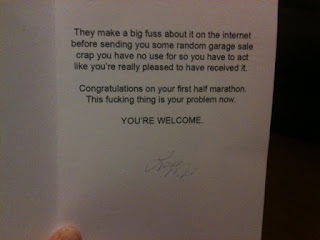 They make a big fuss about it on the internet
before sending you some random garage sale
crap you have no use for so you have to act
like you're really pleased to have received it.
Congratulations on your first half marathon.
This fucking thing is your problem now.
YOU'RE WELCOME.